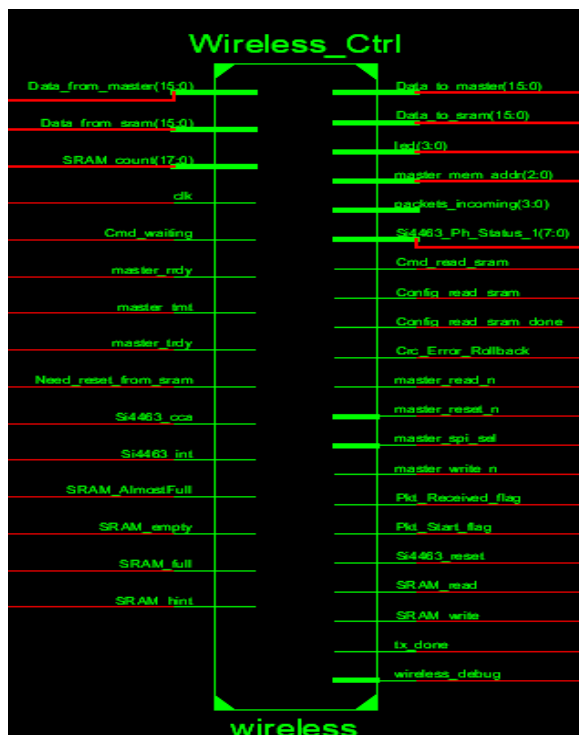 Wireless_Ctrl
Data_from_master(15:0)
Data_from_sram(15:0)
SRAM_count(17:0)
clk
Cmd_waiting
master_rrdy
master_tmt
master_trdy
Need_reset_from_sram
Si4463_cca
Si4463_int
SRAM_AlmostFull
SRAM_empty
SRAM_full
SRAM_hint
Data_to_master(15:0)
Data_to_sram(15:0)
led(3:0)
master_mem_addr(2:0)
packets_incoming(3:0)
Si4463_Ph_Status_1(7:0)
Cmd_read_sram
Config_read_sram
Config_read_sram_done
Crc_Error_Rollback
master_read_n
master_reset_n
master_spi_sel
master_write_n
Pkt_Received_flag
Pkt_Start_flag
Si4463_reset
SRAM_read
SRAM_write
tx_done
wireless_debug
wireless